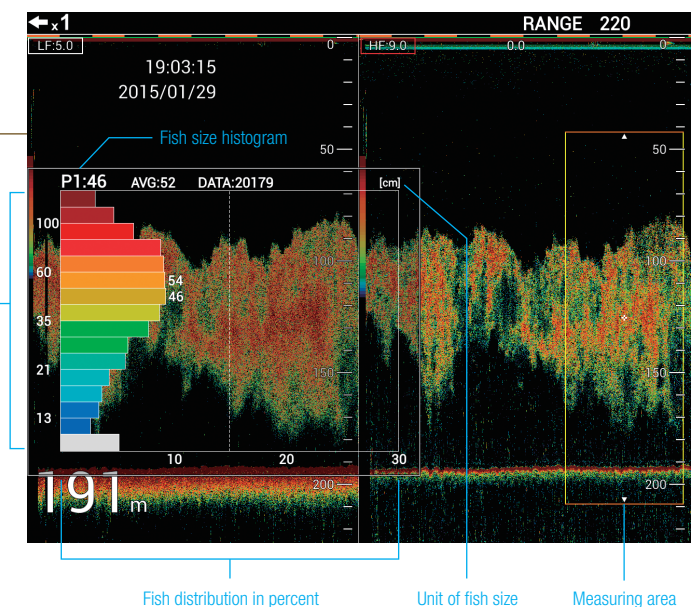 x1
RANGE 220
LF:5.0
0
HF:9.0
0.0
0
19:03:15
2015/01/29
Fish size histogram
50
50
P1:46 AVG:52 DATA:20179 [cm]
100
100
100
60
54
46
35
150
150
21
13
10 20 30
200
200
191m
Fish distribution in percent
Unit of fish size
Measuring area